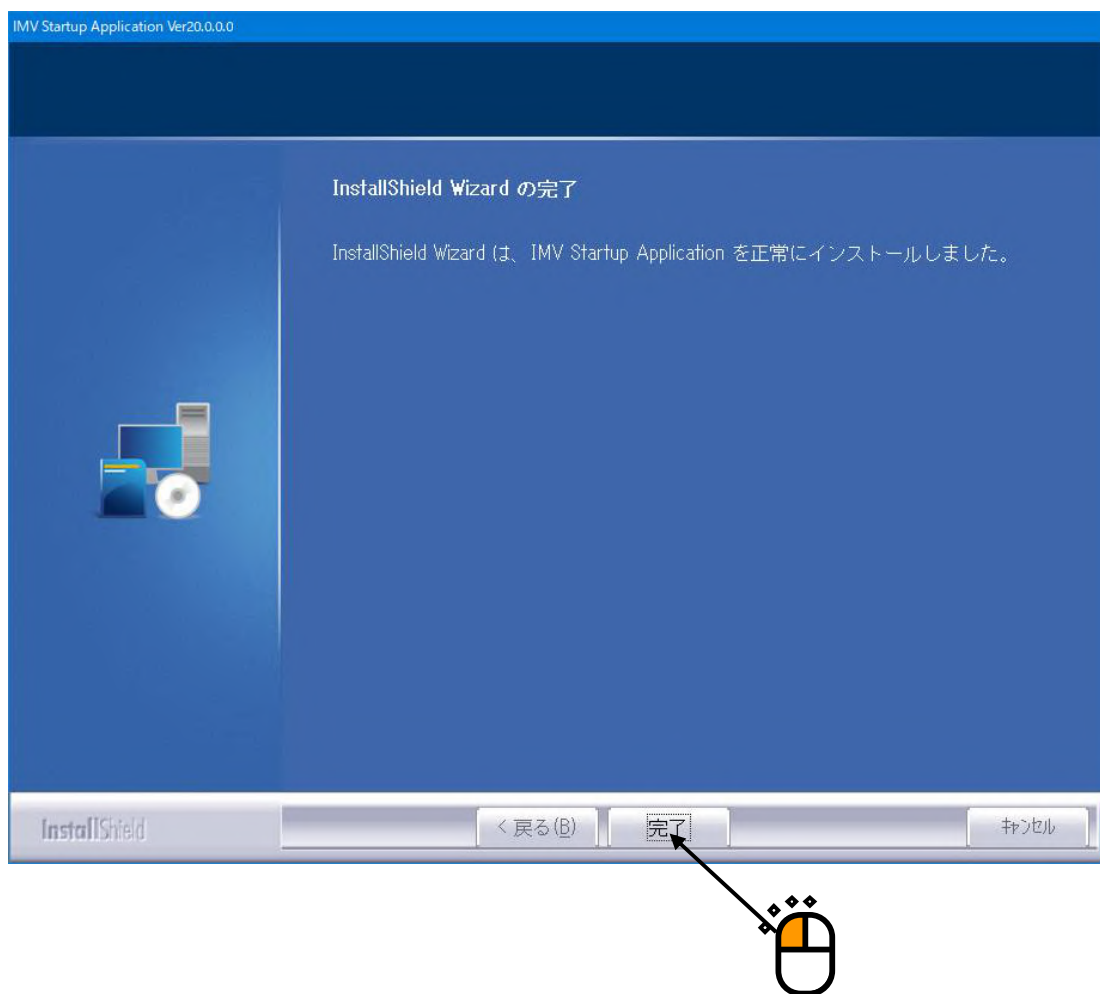 IMV Startup Application Ver20.0.0.0
InstallShield Wizard の完了
InstallShield Wizard は、 IMV Startup Application を正常にインストールしました。
InstallShield
< 戻る(B)
完了
ｷｬﾝｾﾙ